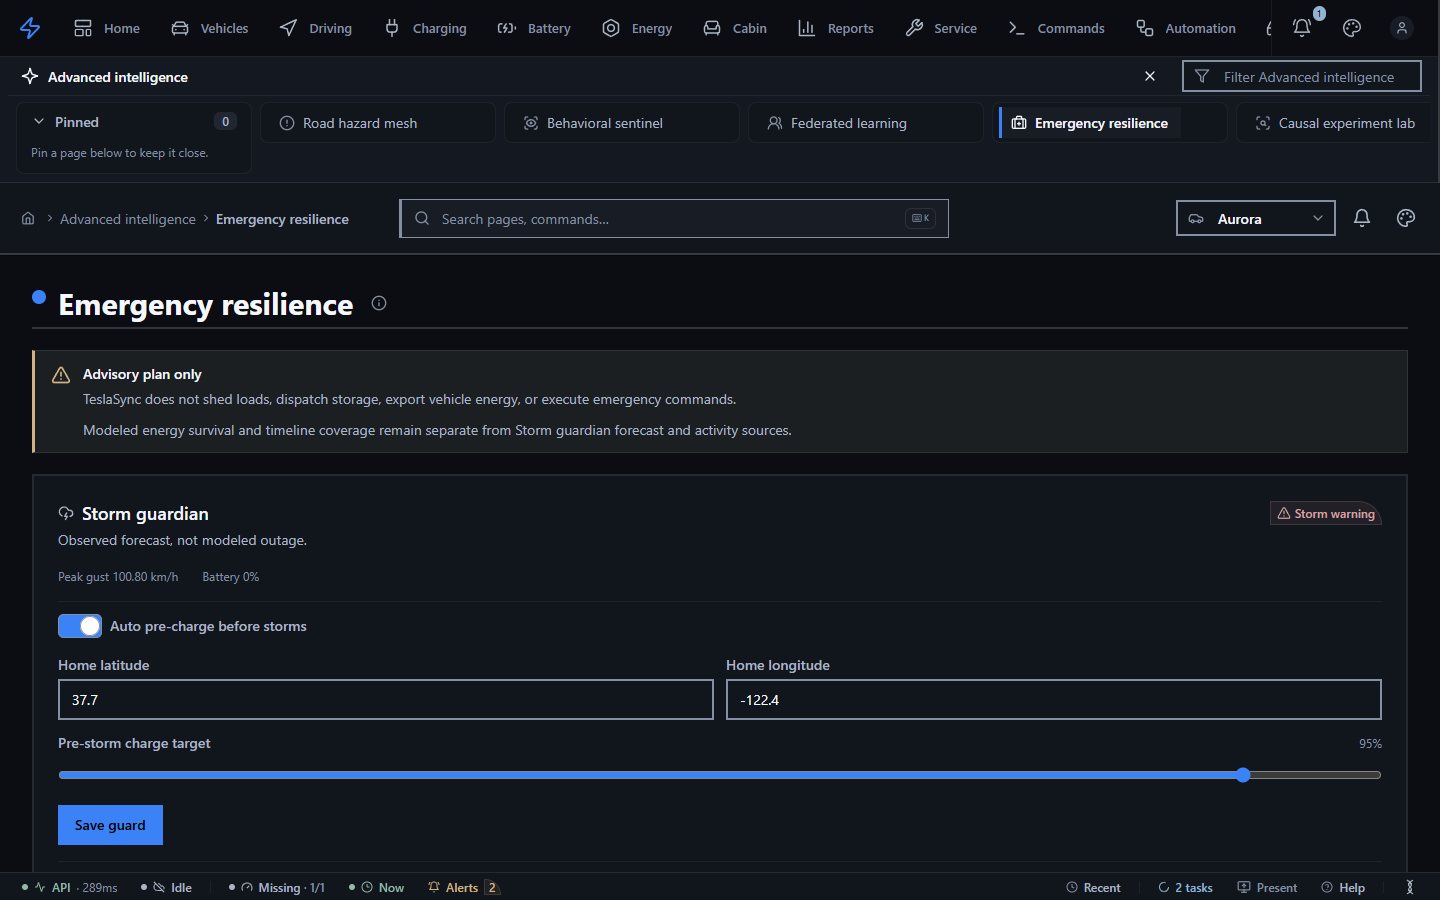 Home Vehicles Driving Charging Battery Energy Cabin Reports Service Commands Automation 1
Advanced intelligence
Filter Advanced intelligence
Pinned 0
Pin a page below to keep it close.
Road hazard mesh
Behavioral sentinel
Federated learning
Emergency resilience
Causal experiment lab
Advanced intelligence Emergency resilience
Search pages, commands...
K
Aurora
Emergency resilience
Advisory plan only
TeslaSync does not shed loads, dispatch storage, export vehicle energy, or execute emergency commands.
Modeled energy survival and timeline coverage remain separate from Storm guardian forecast and activity sources.
Storm guardian
Storm warning
Observed forecast, not modeled outage.
Peak gust 100.80 km/h Battery 0%
Auto pre-charge before storms
Home latitude Home longitude
37.7 -122.4
Pre-storm charge target 95%
Save guard
API · 289ms Idle Missing · 1/1 Now Alerts 2 Recent 2 tasks Present Help